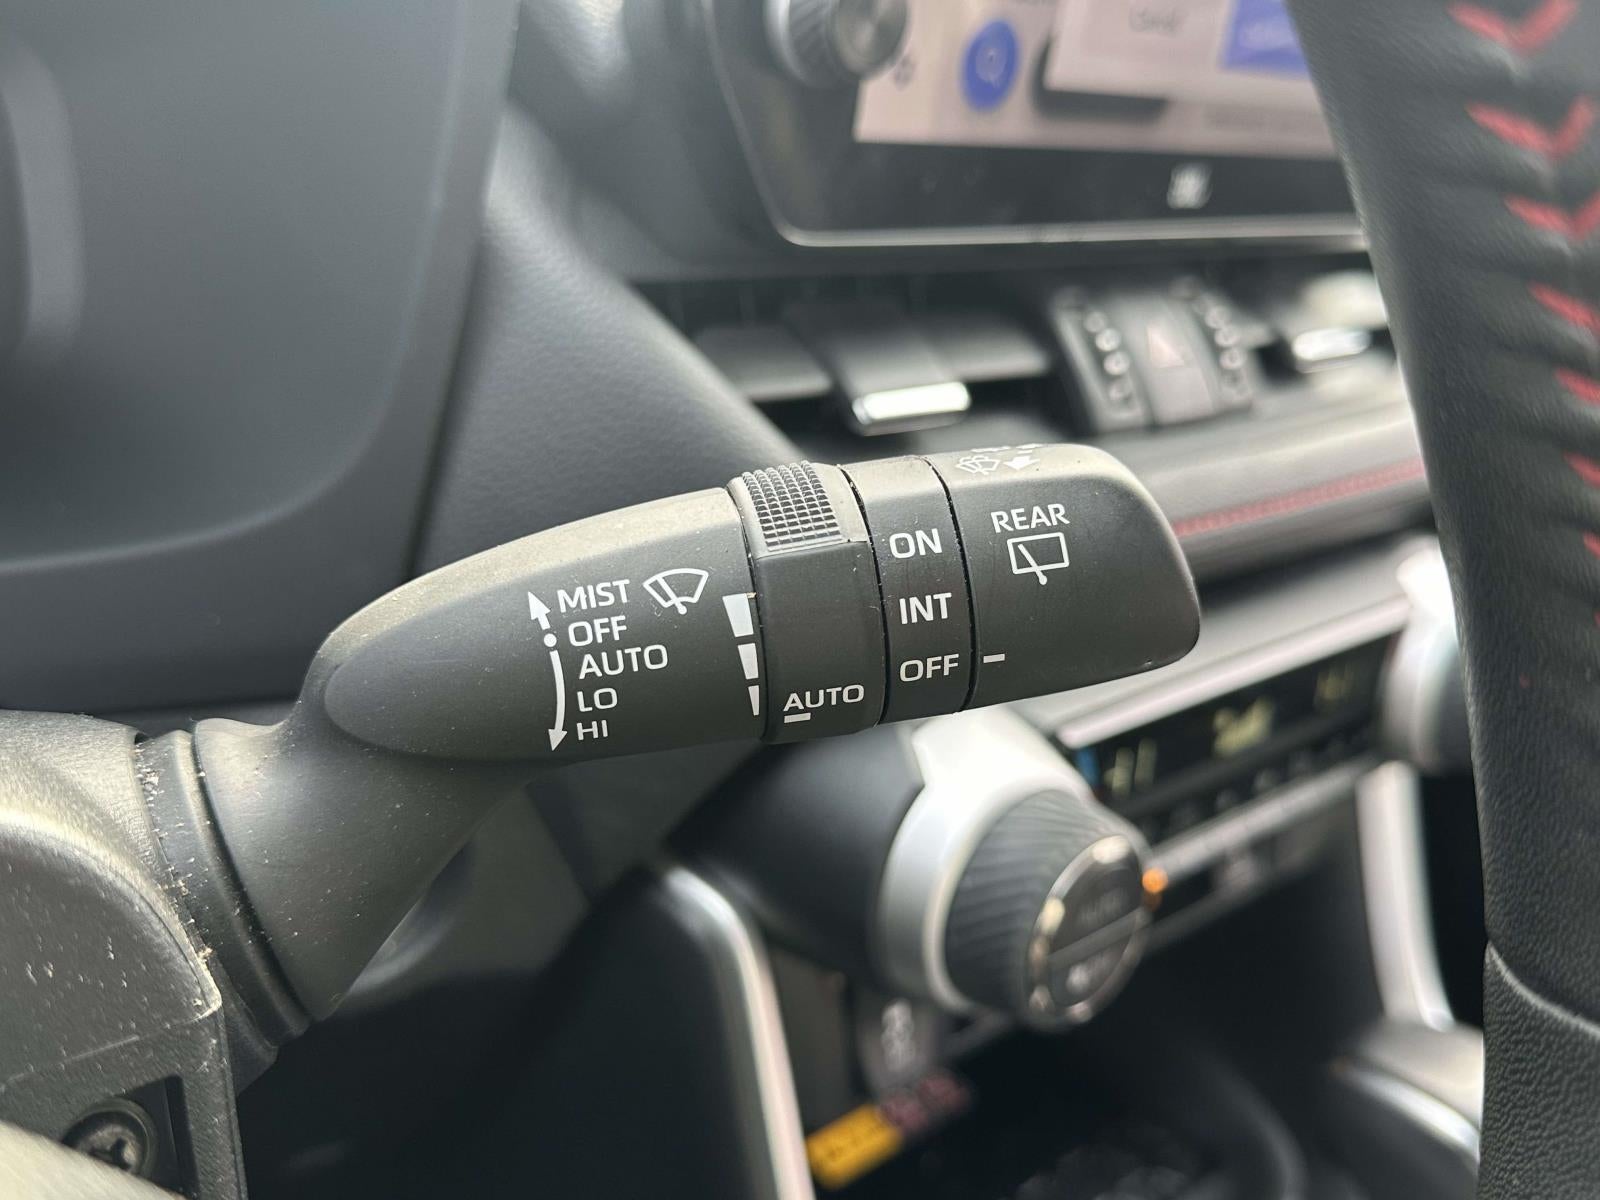 MIST
OFF
AUTO
LO
HI
AUTO
ON
INT
OFF
REAR